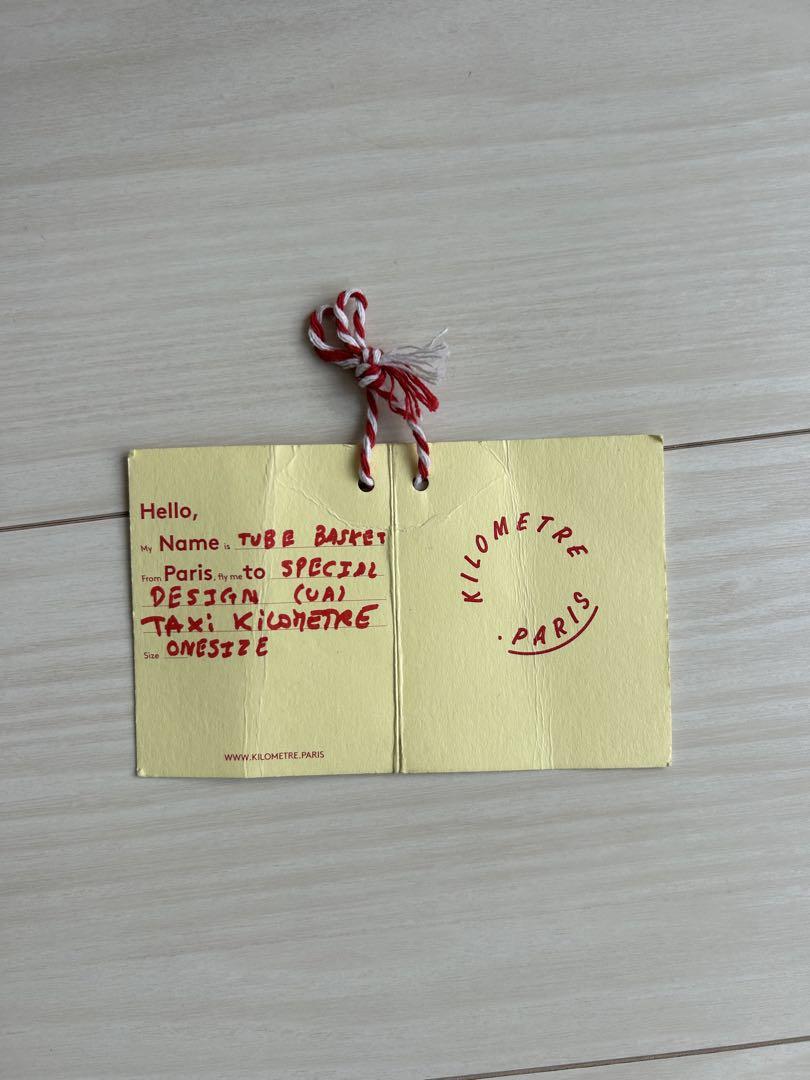 Hello,
My Name is TUBE BASKET
From Paris, fly me to SPECIAL
DESIGN (UA)
TAXi KiLOMETRE
Size ONESIZE
WWW.KILOMETRE.PARIS
KILOMETRE
.PARIS